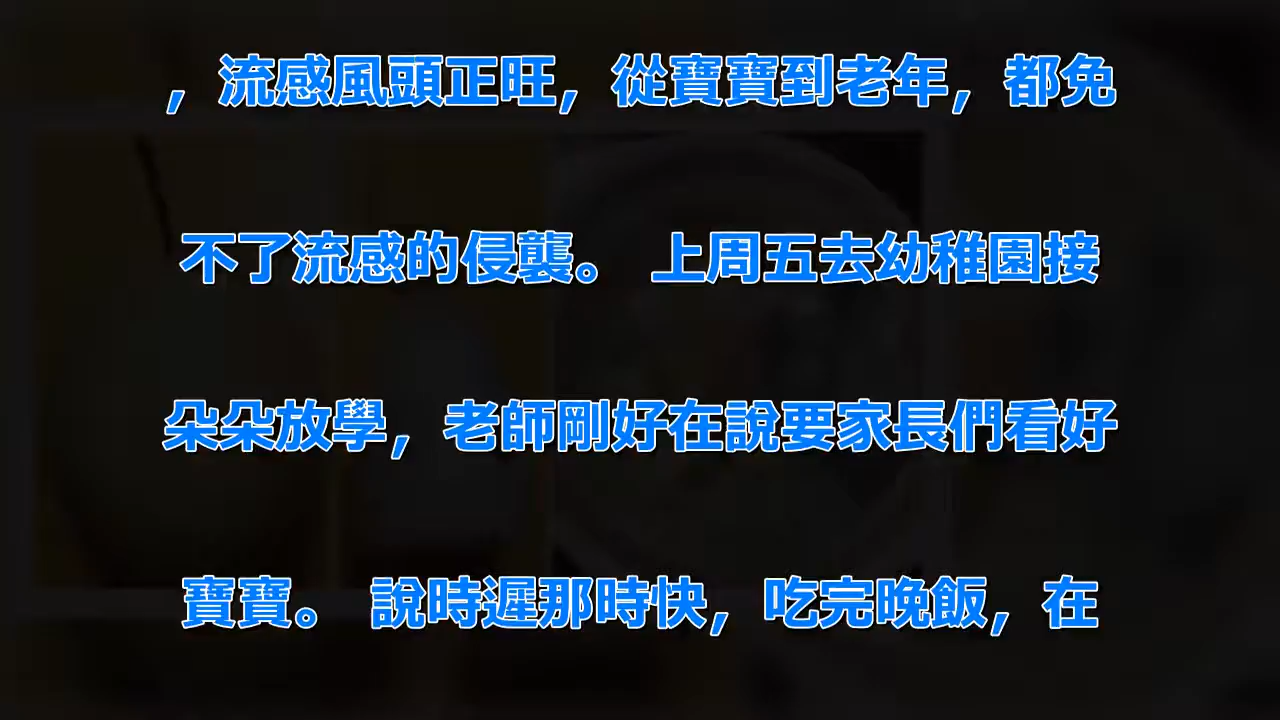 ，流感風頭正旺，從寶寶到老年，都免
不了流感的侵襲。 上周五去幼稚園接
朵朵放學，老師剛好在說要家長們看好
寶寶。 說時遲那時快，吃完晚飯，在